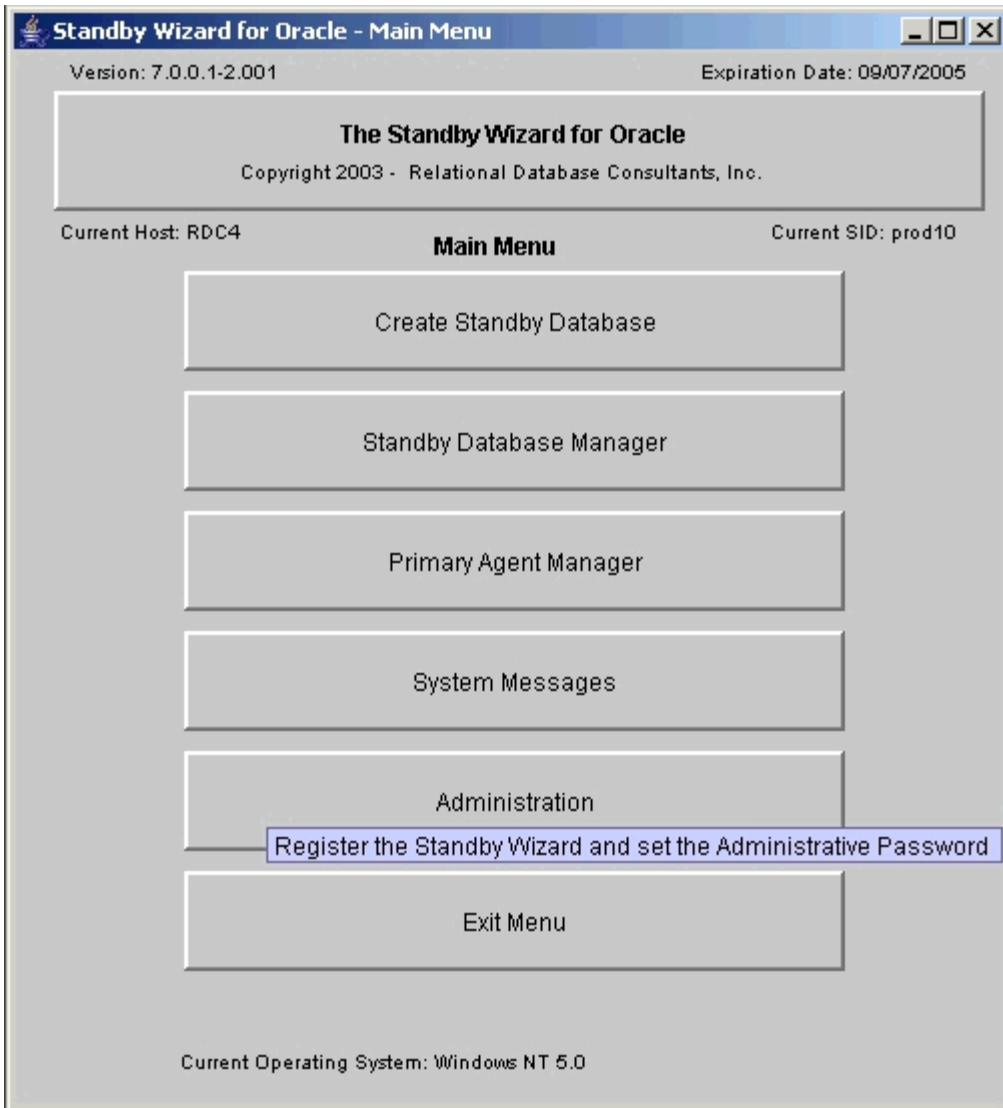 Standby Wizard for Oracle - Main Menu
Version: 7.0.0.1-2.001
Expiration Date: 09/07/2005
The Standby Wizard for Oracle
Copyright 2003 - Relational Database Consultants, Inc.
Current Host: RDC4
Current SID: prod10
Main Menu
Create Standby Database
Standby Database Manager
Primary Agent Manager
System Messages
Administration
Register the Standby Wizard and set the Administrative Password
Exit Menu
Current Operating System: Windows NT 5.0